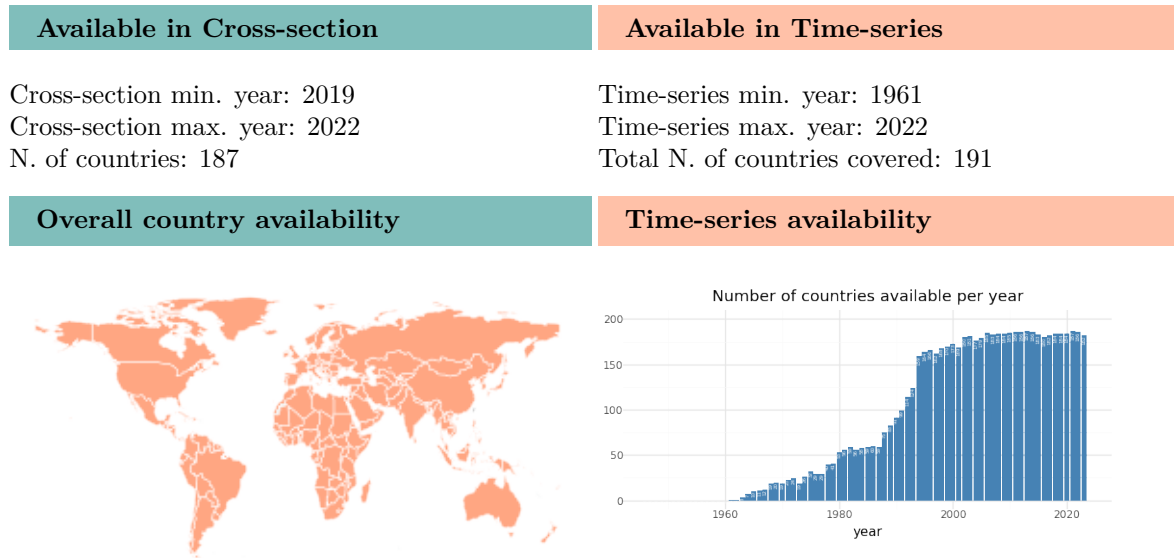 Available in Cross-section
Available in Time-series
Cross-section min. year: 2019
Cross-section max. year: 2022
N. of countries: 187
Time-series min. year: 1961
Time-series max. year: 2022
Total N. of countries covered: 191
Overall country availability
Time-series availability
Number of countries available per year
200
150
100
50
0
1960
1980
2000
2020
year